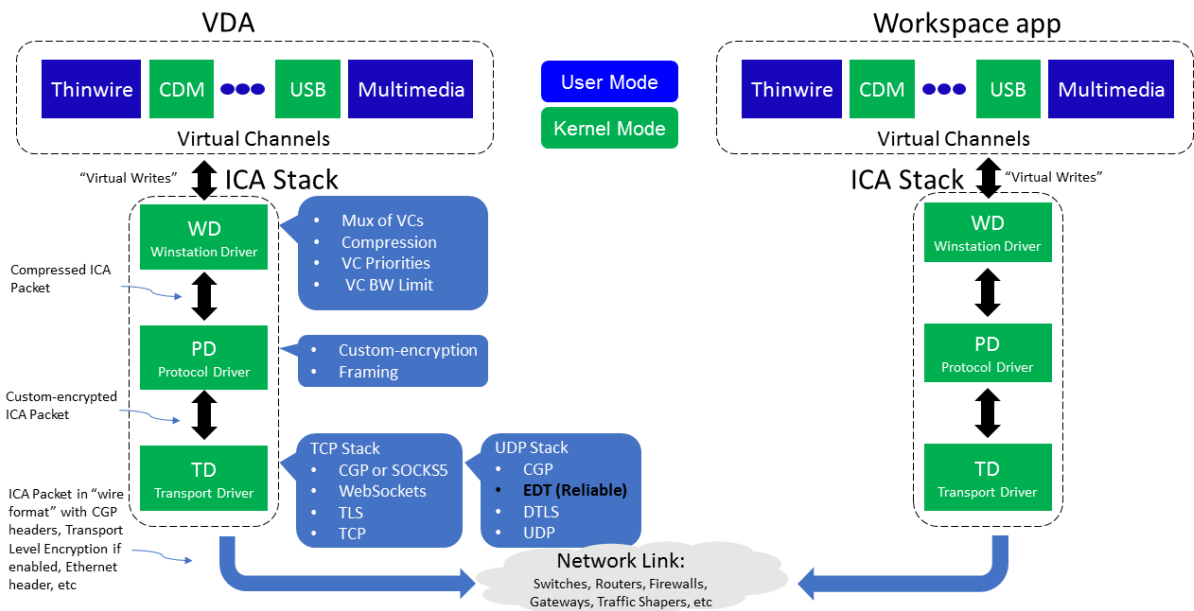 VDA
Thinwire
CDM
USB
Multimedia
Virtual Channels
User Mode
Kernel Mode
Workspace app
Thinwire
CDM
USB
Multimedia
Virtual Channels
“Virtual Writes”
ICA Stack
WD
Winstation Driver
• Mux of VCs
• Compression
• VC Priorities
• VC BW Limit
Compressed ICA
Packet
PD
Protocol Driver
• Custom-encryption
• Framing
Custom-encrypted
ICA Packet
TD
Transport Driver
TCP Stack
• CGP or SOCKS5
• WebSockets
• TLS
• TCP
UDP Stack
• CGP
• EDT (Reliable)
• DTLS
• UDP
ICA Packet in “wire
format” with CGP
headers, Transport
Level Encryption if
enabled, Ethernet
header, etc
ICA Stack
“Virtual Writes”
WD
Winstation Driver
PD
Protocol Driver
TD
Transport Driver
Network Link:
Switches, Routers, Firewalls,
Gateways, Traffic Shapers, etc